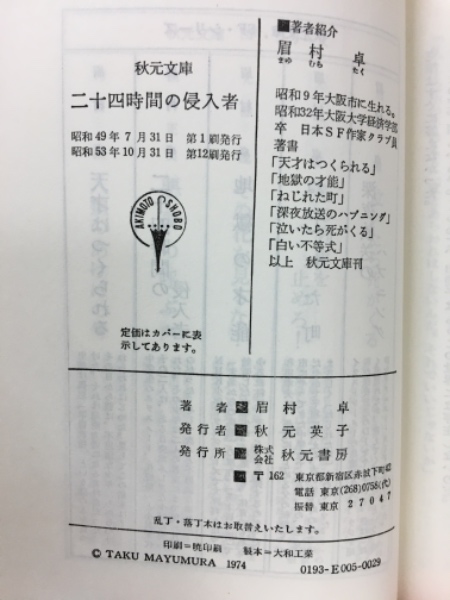 ■著者紹介
眉村卓
まゆ むら たく
昭和9年大阪市に生れる。
昭和32年大阪大学経済学部
卒 日本SF作家クラブ員
著書
「天才はつくられる」
「地獄の才能」
「ねじれた町」
「深夜放送のハプニング」
「泣いたら死がくる」
「白い不等式」
以上 秋元文庫刊
秋元文庫
二十四時間の侵入者
昭和49年7月31日 第1刷発行
昭和53年10月31日 第12刷発行
AKIMOTO SHOBO
定価はカバーに表
示してあります。
著者 眉村卓
発行者 秋元英子
発行所 株式会社 秋元書房
〒162 東京都新宿区赤城下町42
電話 東京(268)0758(代)
振替 東京 27047
乱丁・落丁本はお取替えいたします。
印刷=暁印刷 製本=大和工業
© TAKU MAYUMURA 1974
0193-E005-0029